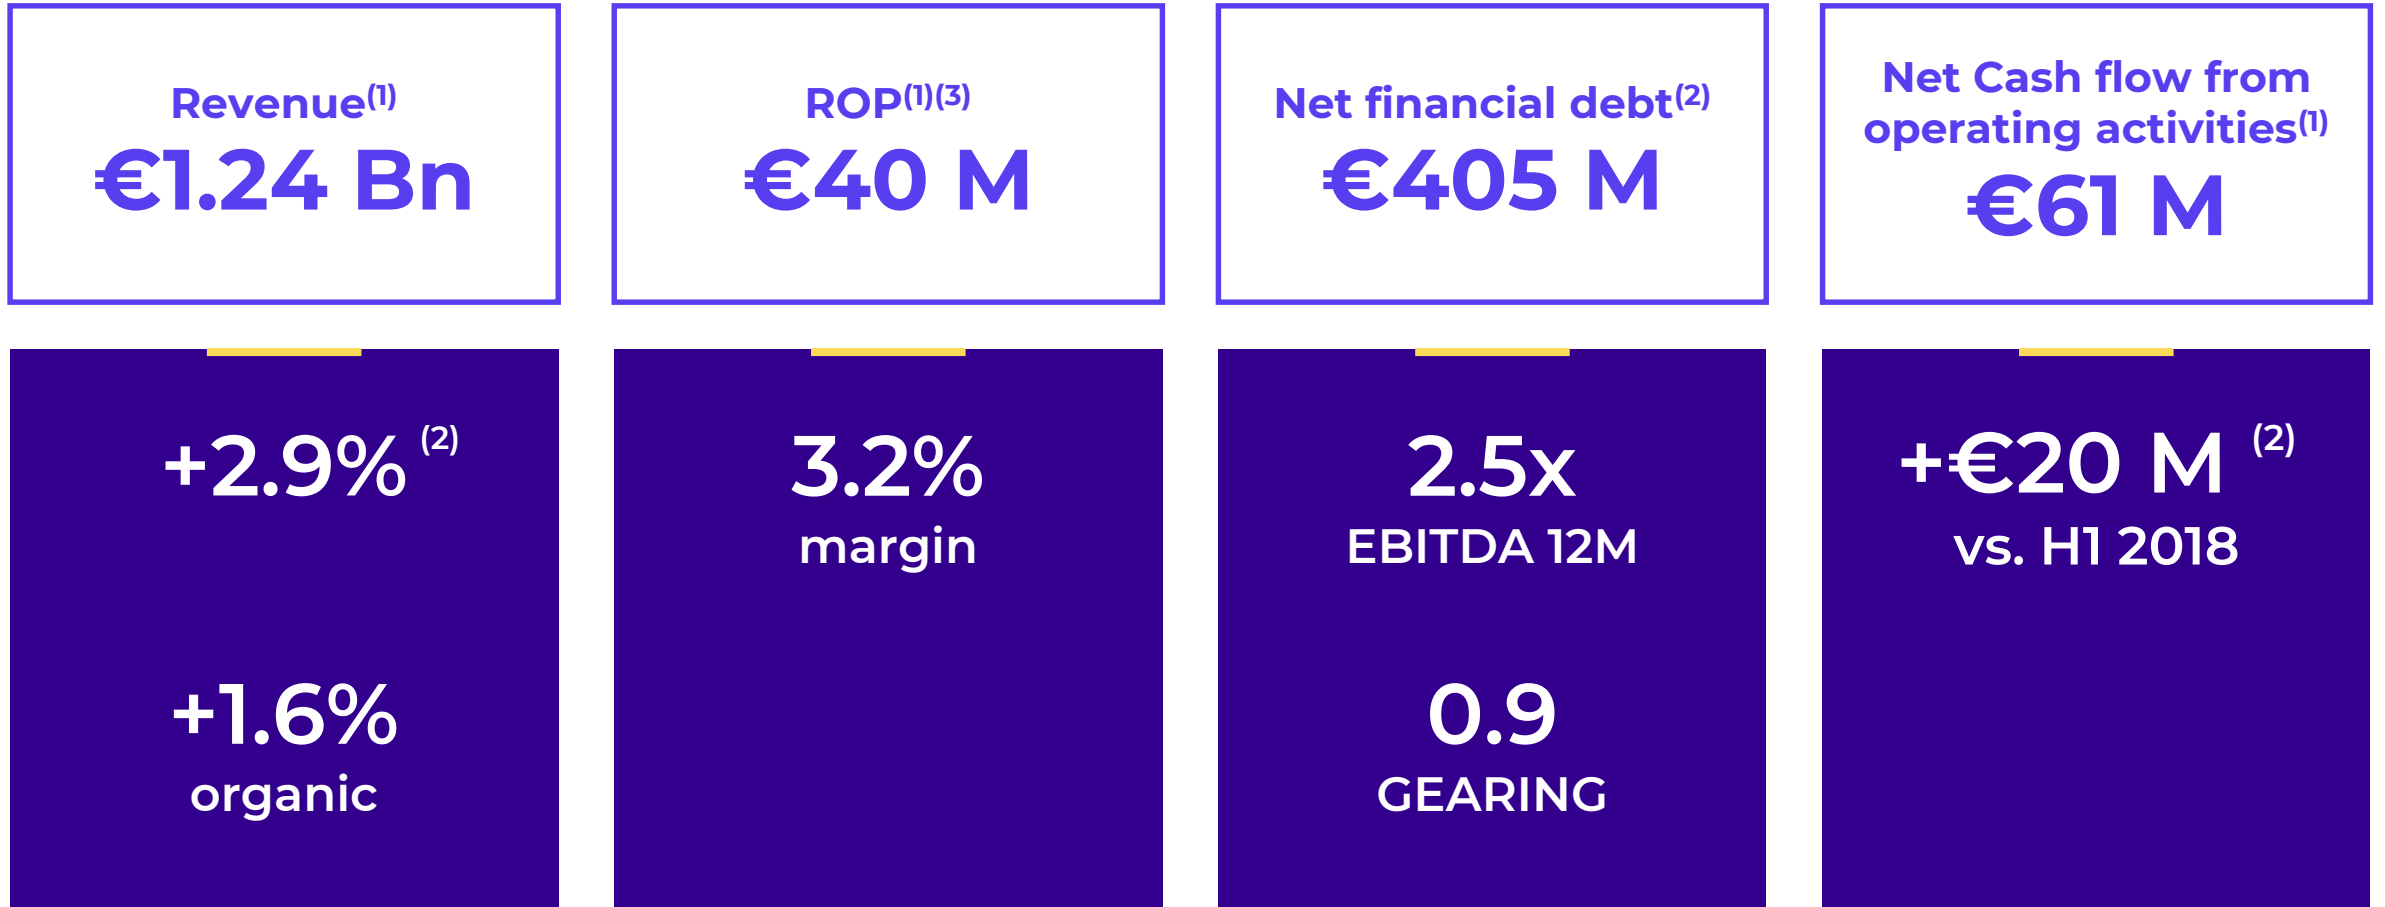 Revenue(1)
€1.24 Bn
+2.9% (2)
+1.6%
organic
ROP(1)(3)
€40 M
3.2%
margin
Net financial debt(2)
€405 M
2.5x
EBITDA 12M
0.9
GEARING
Net Cash flow from
operating activities(1)
€61 M
+€20 M (2)
vs. H1 2018